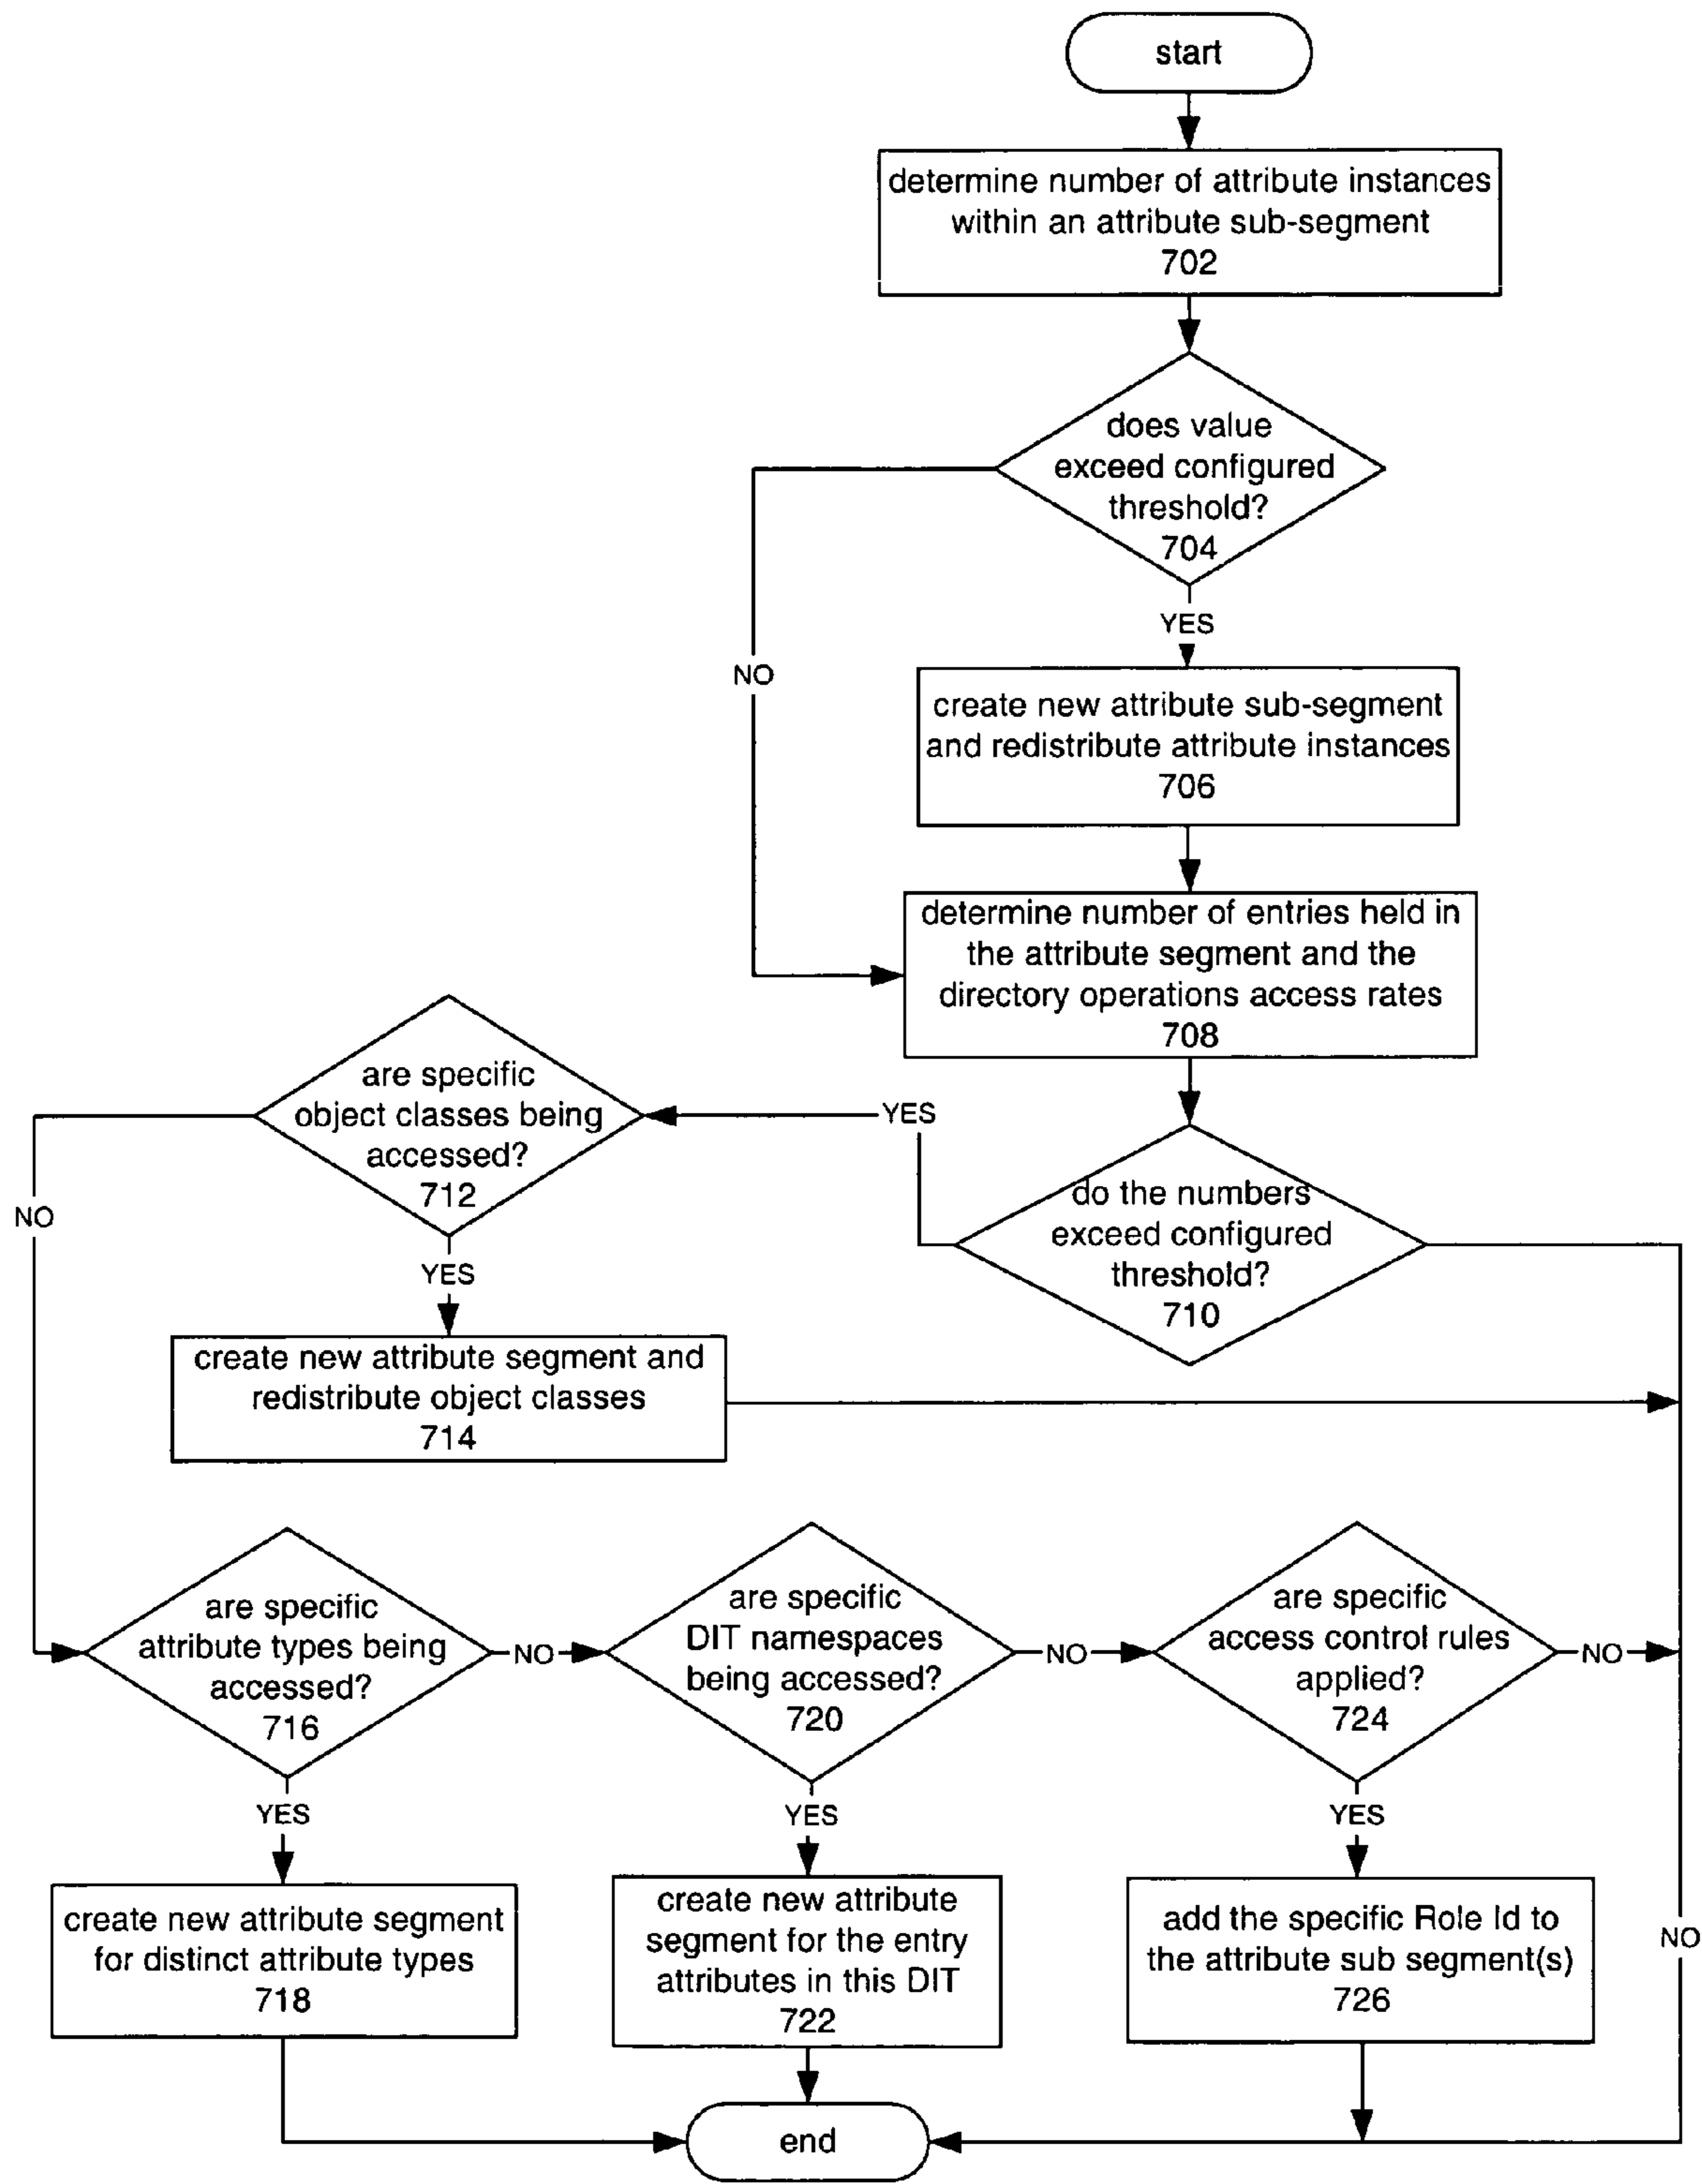 start
determine number of attribute instances
within an attribute sub-segment
702
does value
exceed configured
threshold?
704
YES
NO
create new attribute sub-segment
and redistribute attribute instances
706
determine number of entries held in
the attribute segment and the
directory operations access rates
708
are specific
object classes being
accessed?
712
YES
do the numbers
exceed configured
threshold?
710
NO
YES
create new attribute segment and
redistribute object classes
714
are specific
attribute types being
accessed?
716
NO
are specific
DIT namespaces
being accessed?
720
NO
are specific
access control rules
applied?
724
NO
YES
YES
YES
create new attribute segment
for distinct attribute types
718
create new attribute
segment for the entry
attributes in this DIT
722
add the specific Role Id to
the attribute sub segment(s)
726
NO
end